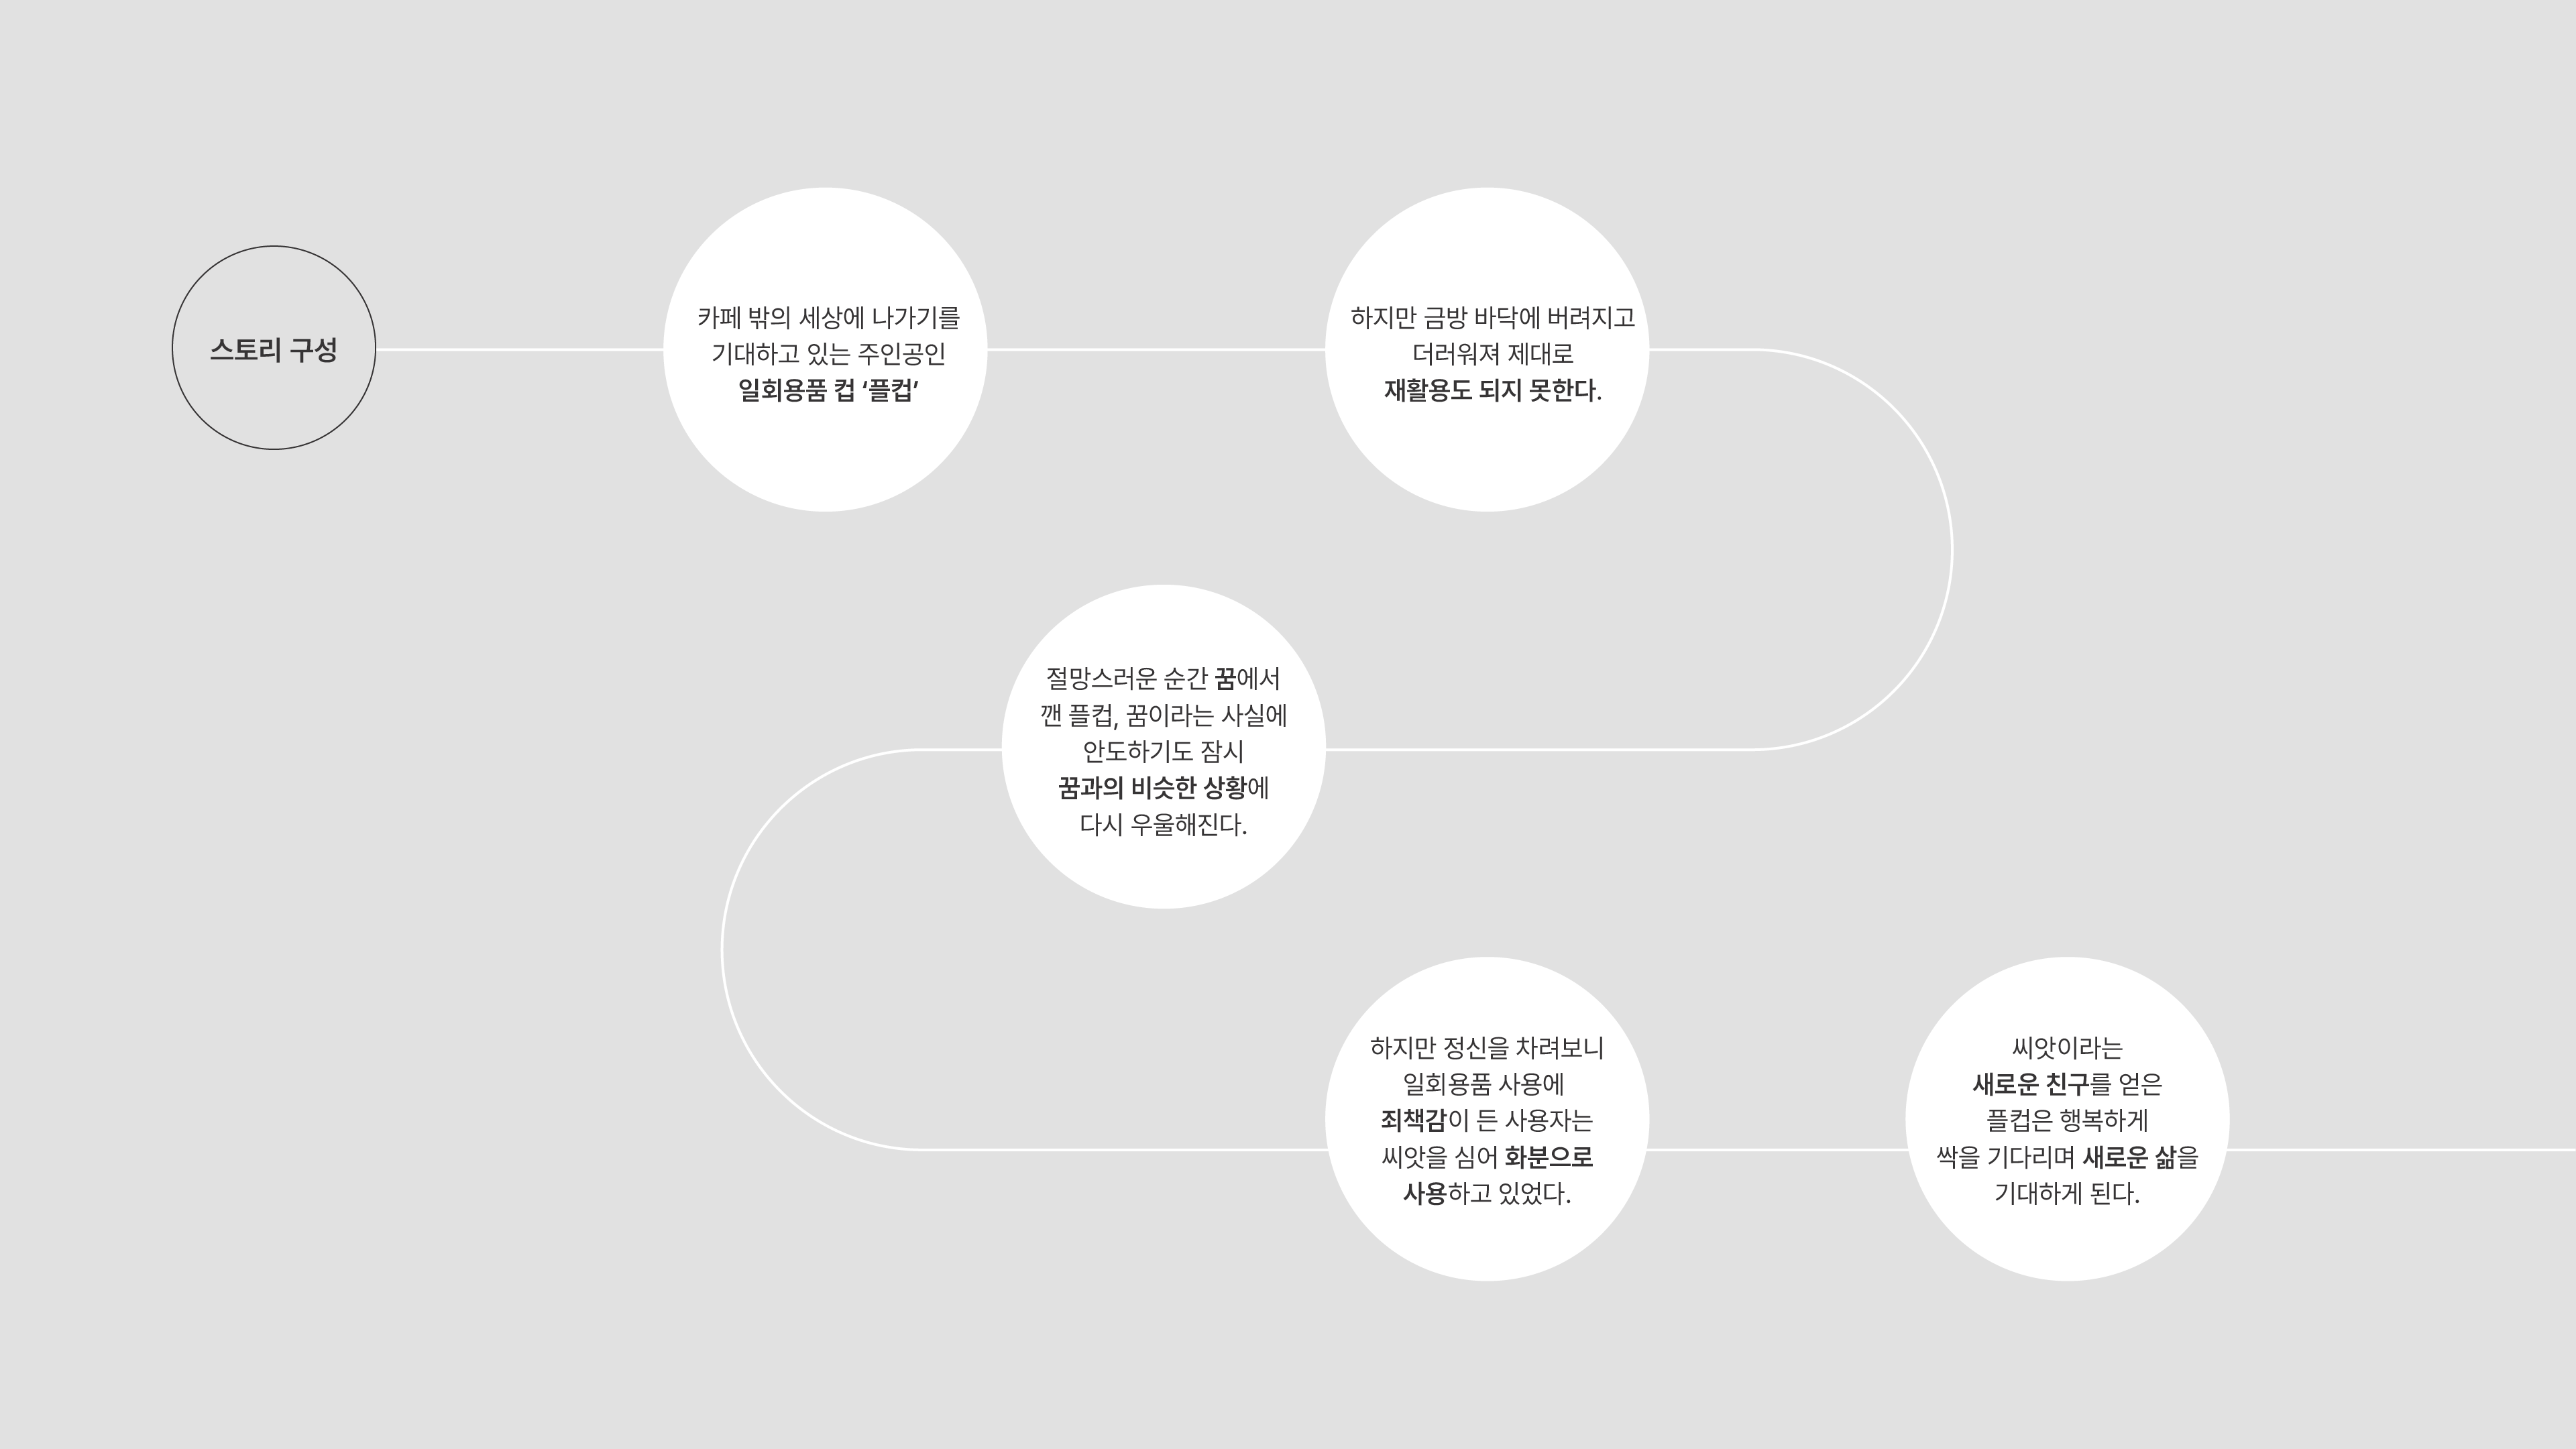 스토리 구성
카페 밖의 세상에 나가기를
기대하고 있는 주인공인
일회용품 컵 ‘플컵’
하지만 금방 바닥에 버려지고
더러워져 제대로
재활용도 되지 못한다.
절망스러운 순간 꿈에서
깬 플컵, 꿈이라는 사실에
안도하기도 잠시
꿈과의 비슷한 상황에
다시 우울해진다.
하지만 정신을 차려보니
일회용품 사용에
죄책감이 든 사용자는
씨앗을 심어 화분으로
사용하고 있었다.
씨앗이라는
새로운 친구를 얻은
플컵은 행복하게
싹을 기다리며 새로운 삶을
기대하게 된다.